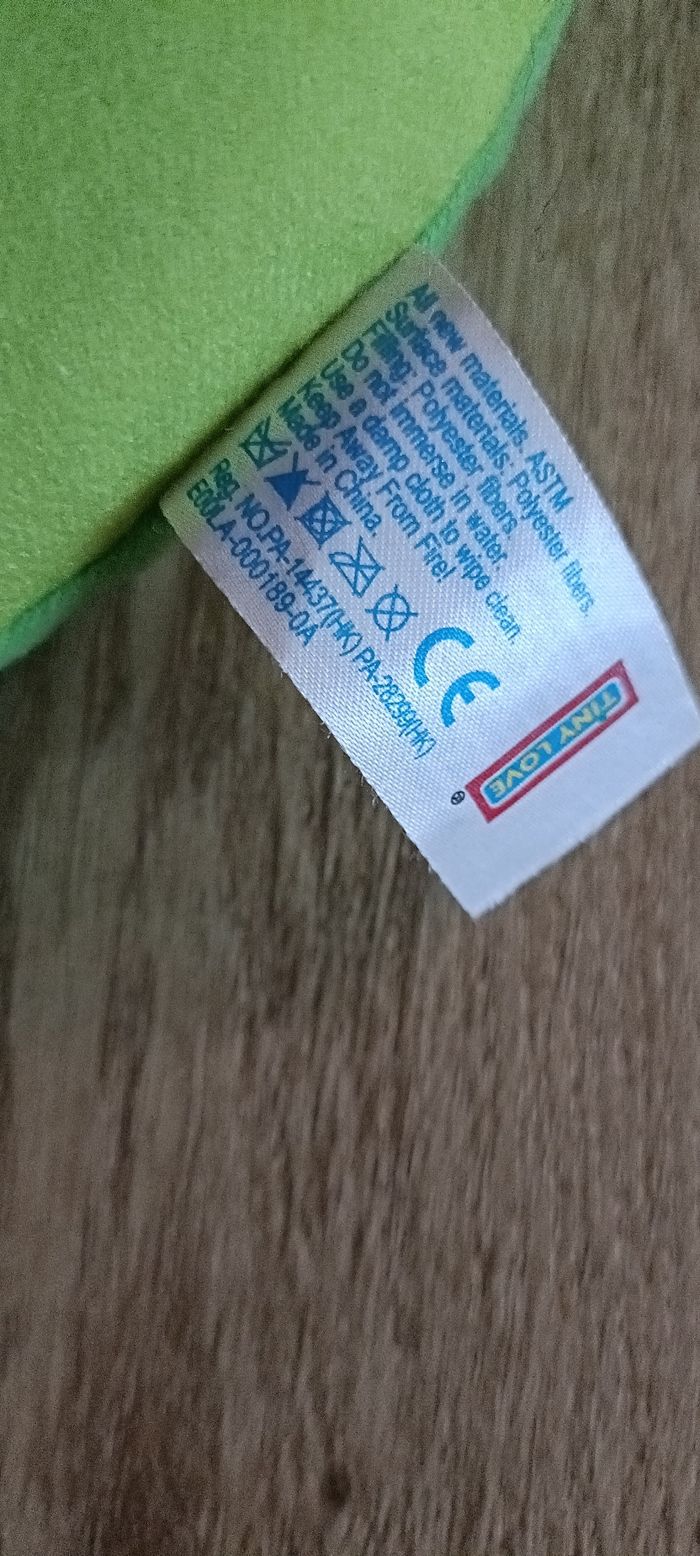 All new materials. ASTM
Surface materials: Polyester fibers.
Filling: Polyester fibers.
Do not immerse in water.
Use a damp cloth to wipe clean.
Keep Away From Fire!
Made in China.
CE
Reg. NO.PA-14437(HK) PA-28299(HK)
-000189-0A
TINY LOVE
®